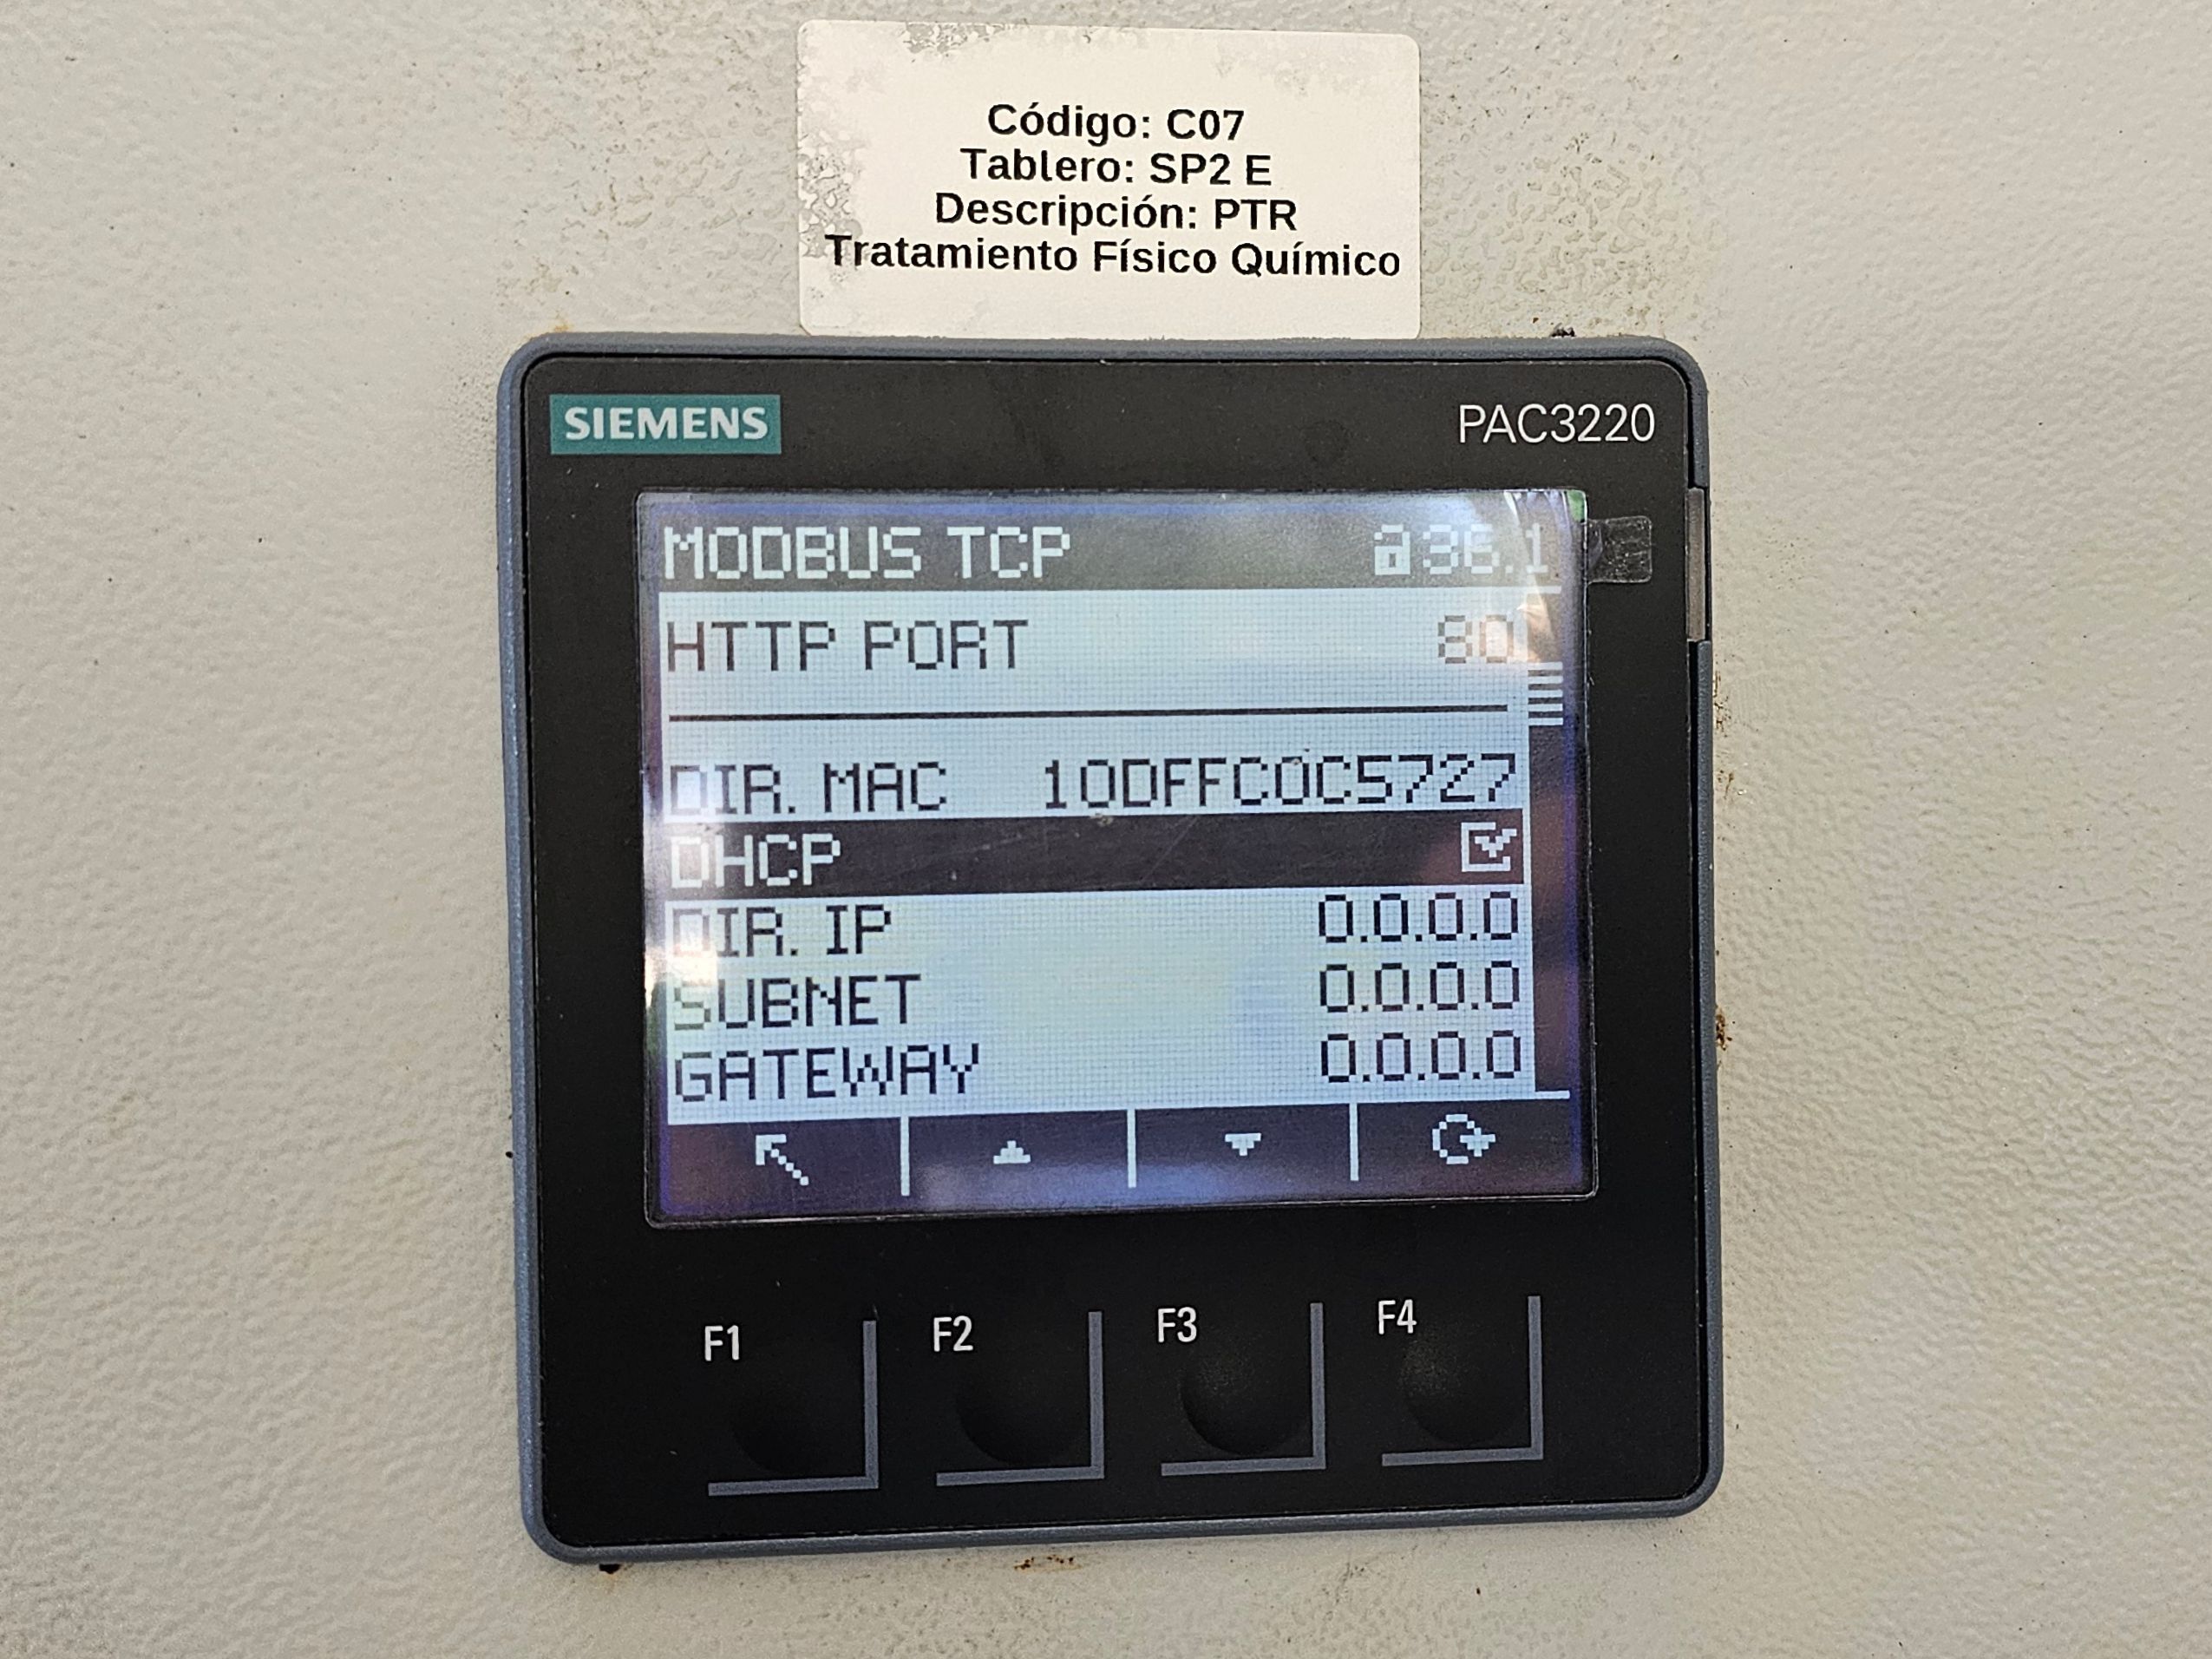 Código: C07
Tablero: SP2 E
Descripción: PTR
Tratamiento Físico Químico
SIEMENS
PAC3220
MODBUS TCP 36.1
HTTP PORT 80
DIR. MAC 10DFFC0C5727
DHCP
DIR. IP 0.0.0.0
SUBNET 0.0.0.0
GATEWAY 0.0.0.0
F1 F2 F3 F4